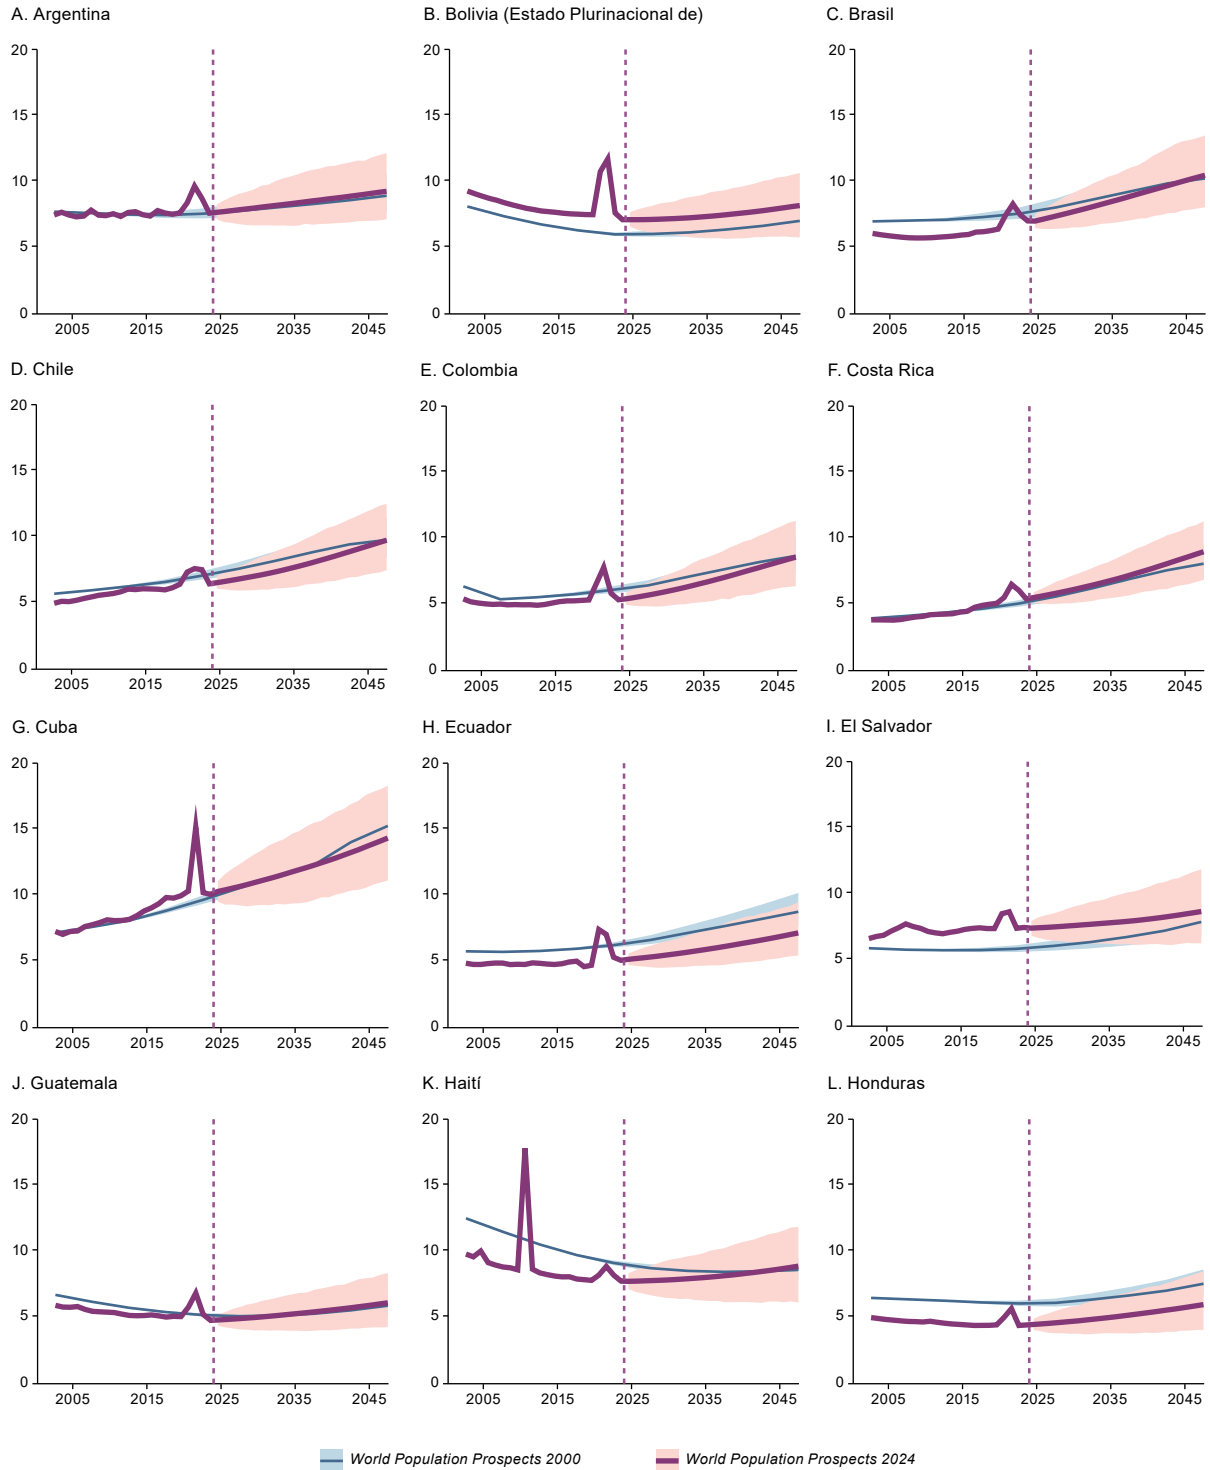 A. Argentina
B. Bolivia (Estado Plurinacional de)
C. Brasil
20
15
10
5
0
2005 2015 2025 2035 2045
20
15
10
5
0
2005 2015 2025 2035 2045
20
15
10
5
0
2005 2015 2025 2035 2045
D. Chile
E. Colombia
F. Costa Rica
20
15
10
5
0
2005 2015 2025 2035 2045
20
15
10
5
0
2005 2015 2025 2035 2045
20
15
10
5
0
2005 2015 2025 2035 2045
G. Cuba
H. Ecuador
I. El Salvador
20
15
10
5
0
2005 2015 2025 2035 2045
20
15
10
5
0
2005 2015 2025 2035 2045
20
15
10
5
0
2005 2015 2025 2035 2045
J. Guatemala
K. Haití
L. Honduras
20
15
10
5
0
2005 2015 2025 2035 2045
20
15
10
5
0
2005 2015 2025 2035 2045
20
15
10
5
0
2005 2015 2025 2035 2045
World Population Prospects 2000
World Population Prospects 2024